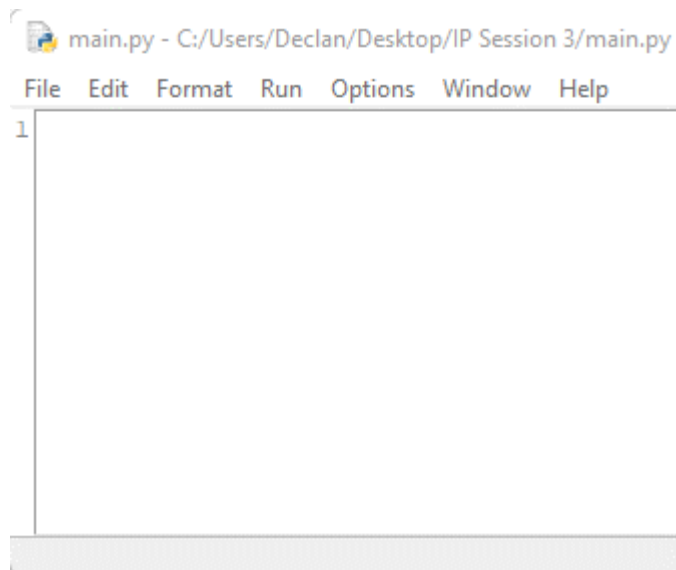 main.py - C:/Users/Declan/Desktop/IP Session 3/main.py
File Edit Format Run Options Window Help
1